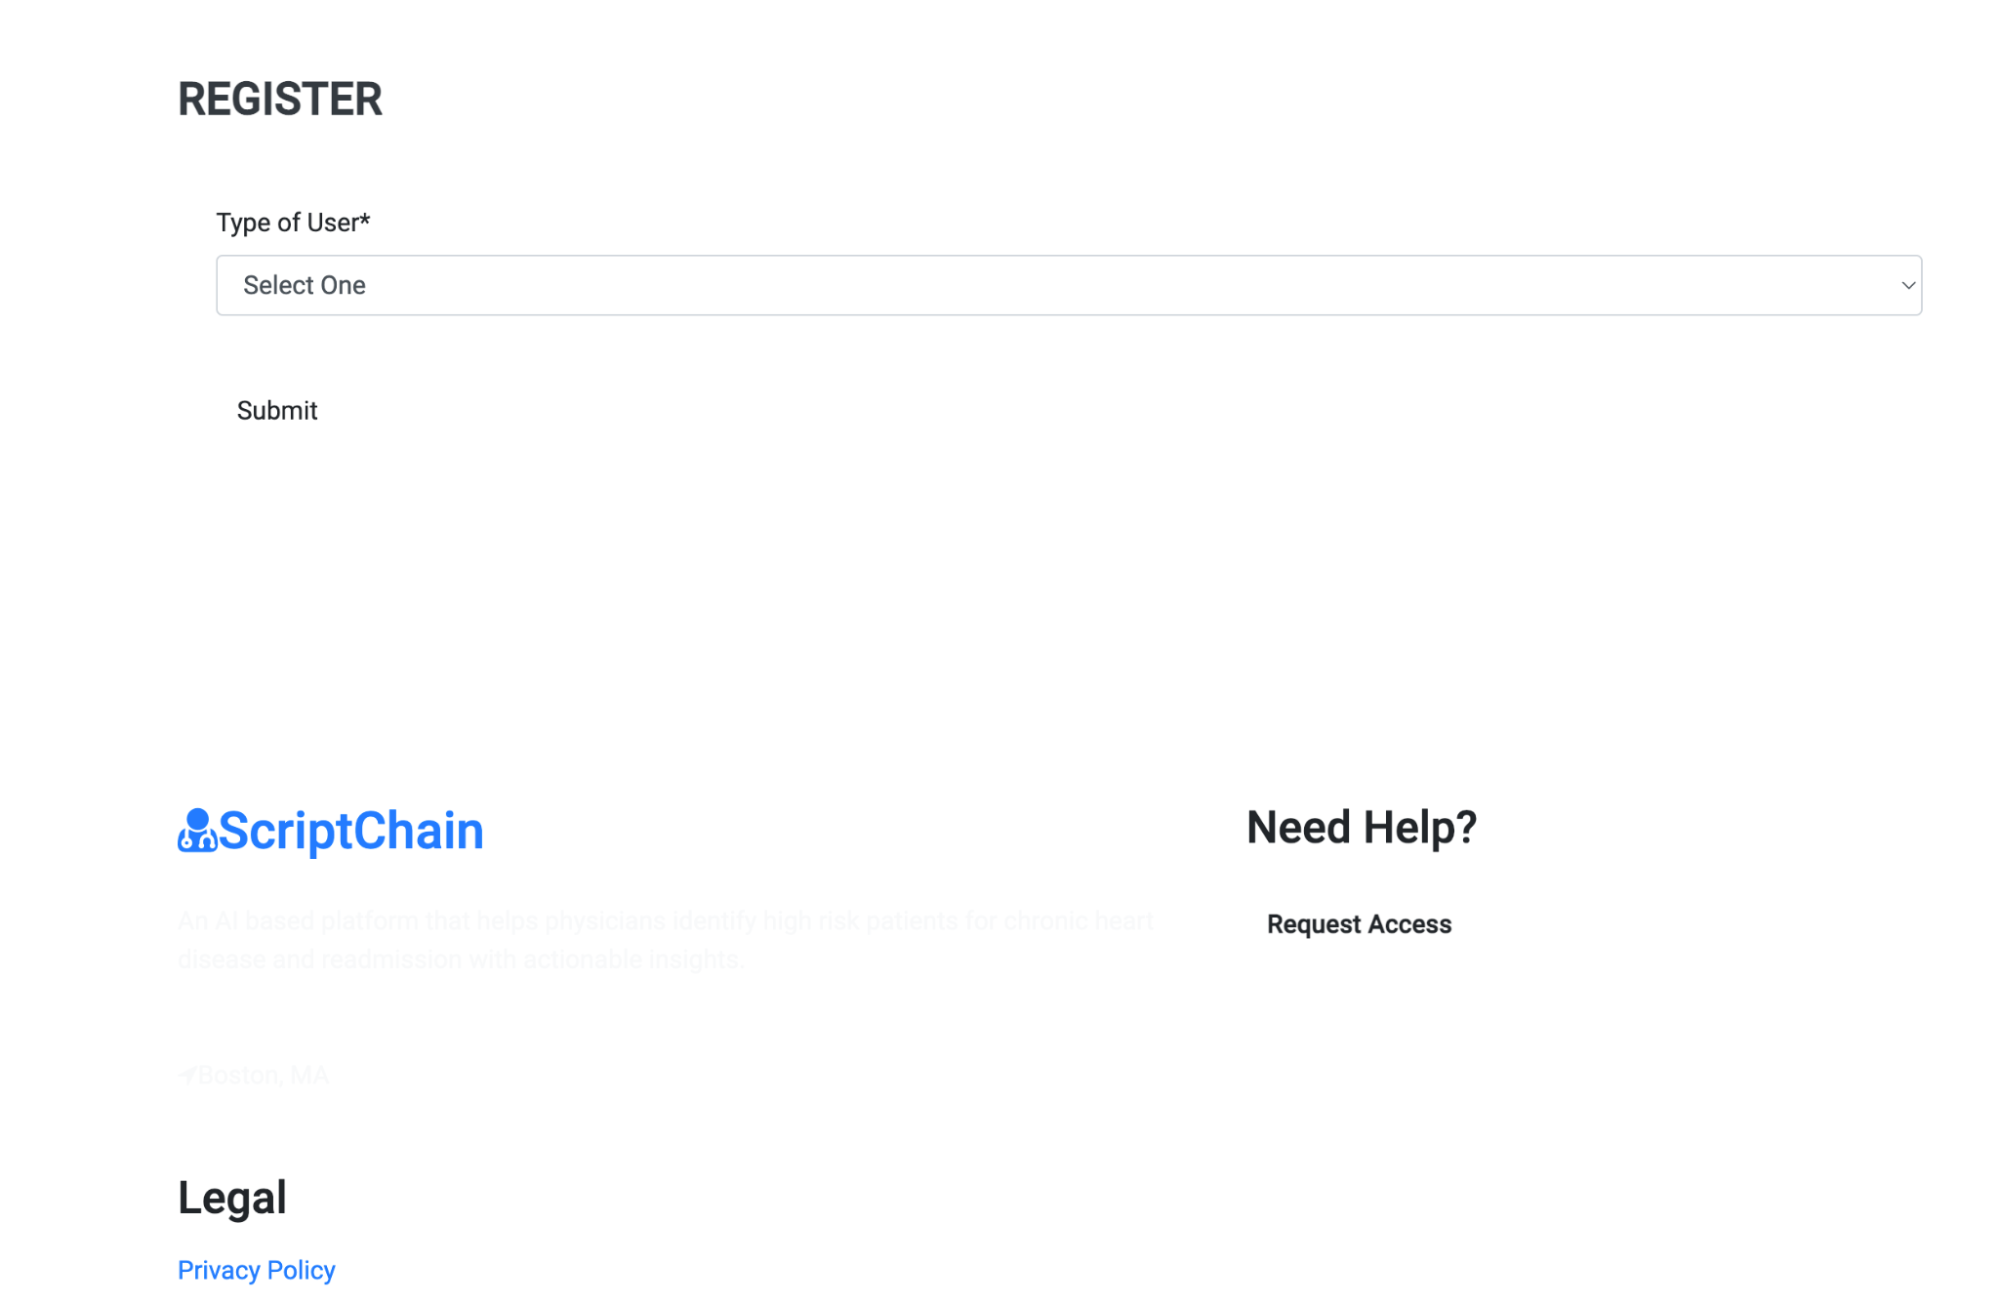 REGISTER
Type of User*
Select One
Submit
ScriptChain
An AI based platform that helps physicians identify high risk patients for chronic heart
disease and readmission with actionable insights.
Boston, MA
Need Help?
Request Access
Legal
Privacy Policy